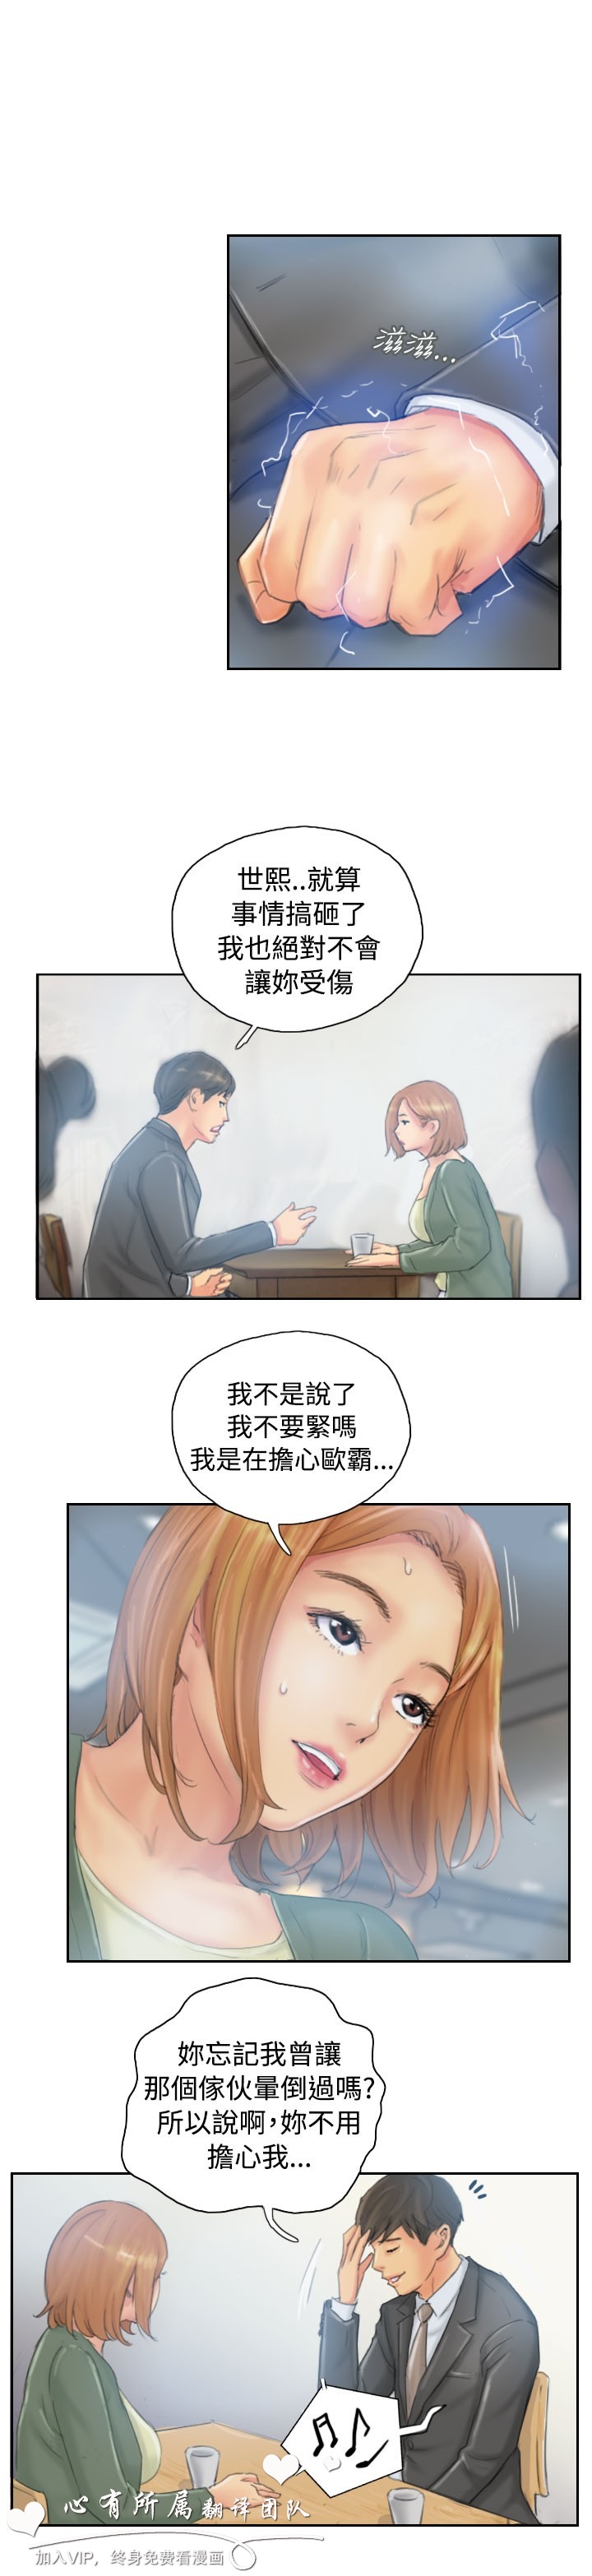 滋滋...
世熙..就算
事情搞砸了
我也絕對不會
讓妳受傷
我不是說了
我不要緊嗎
我是在擔心歐霸...
妳忘記我曾讓
那個傢伙暈倒過嗎?
所以說啊,妳不用
擔心我...
心有所属翻译团队
加入VIP，终身免费看漫画